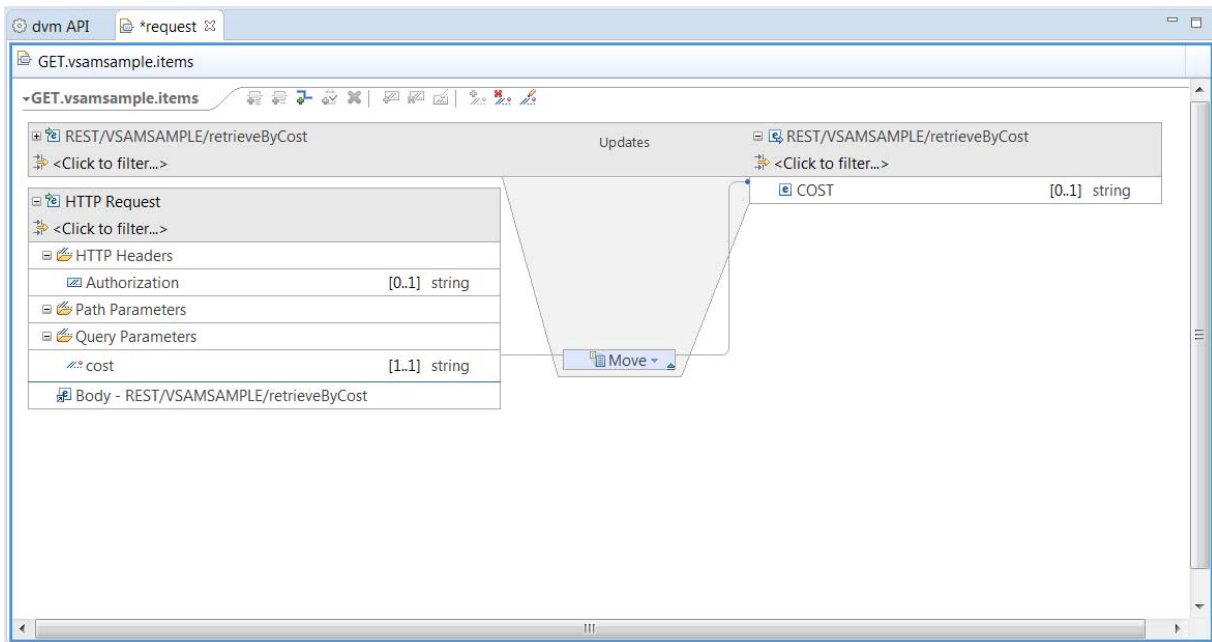 dvm API
*request
GET.vsamsample.items
GET.vsamsample.items
REST/VSAMSAMPLE/retrieveByCost
<Click to filter...>
HTTP Request
<Click to filter...>
HTTP Headers
Authorization [0..1] string
Path Parameters
Query Parameters
cost [1..1] string
Body - REST/VSAMSAMPLE/retrieveByCost
Updates
Move
REST/VSAMSAMPLE/retrieveByCost
<Click to filter...>
COST [0..1] string